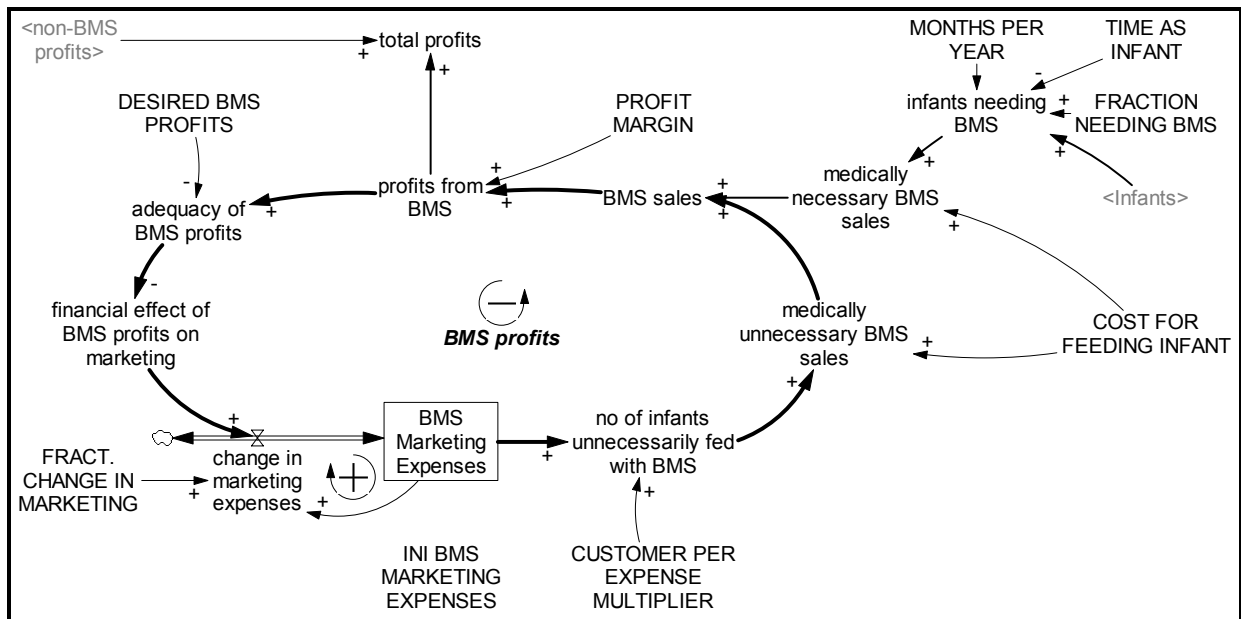 <non-BMS
profits>
total profits
+
+
MONTHS PER
YEAR
TIME AS
INFANT
-
infants needing
BMS
+
FRACTION
NEEDING BMS
+
+
<Infants>
DESIRED BMS
PROFITS
-
PROFIT
MARGIN
+
profits from
BMS
+
BMS sales
+
+
medically
necessary BMS
sales
+
adequacy of
BMS profits
+
-
financial effect of
BMS profits on
marketing
BMS profits
medically
unnecessary BMS
sales
+
COST FOR
FEEDING INFANT
+
+
BMS
Marketing
Expenses
no of infants
unnecessarily fed
with BMS
+
+
FRACT.
CHANGE IN
MARKETING
+
change in
marketing
expenses
+
+
INI BMS
MARKETING
EXPENSES
CUSTOMER PER
EXPENSE
MULTIPLIER